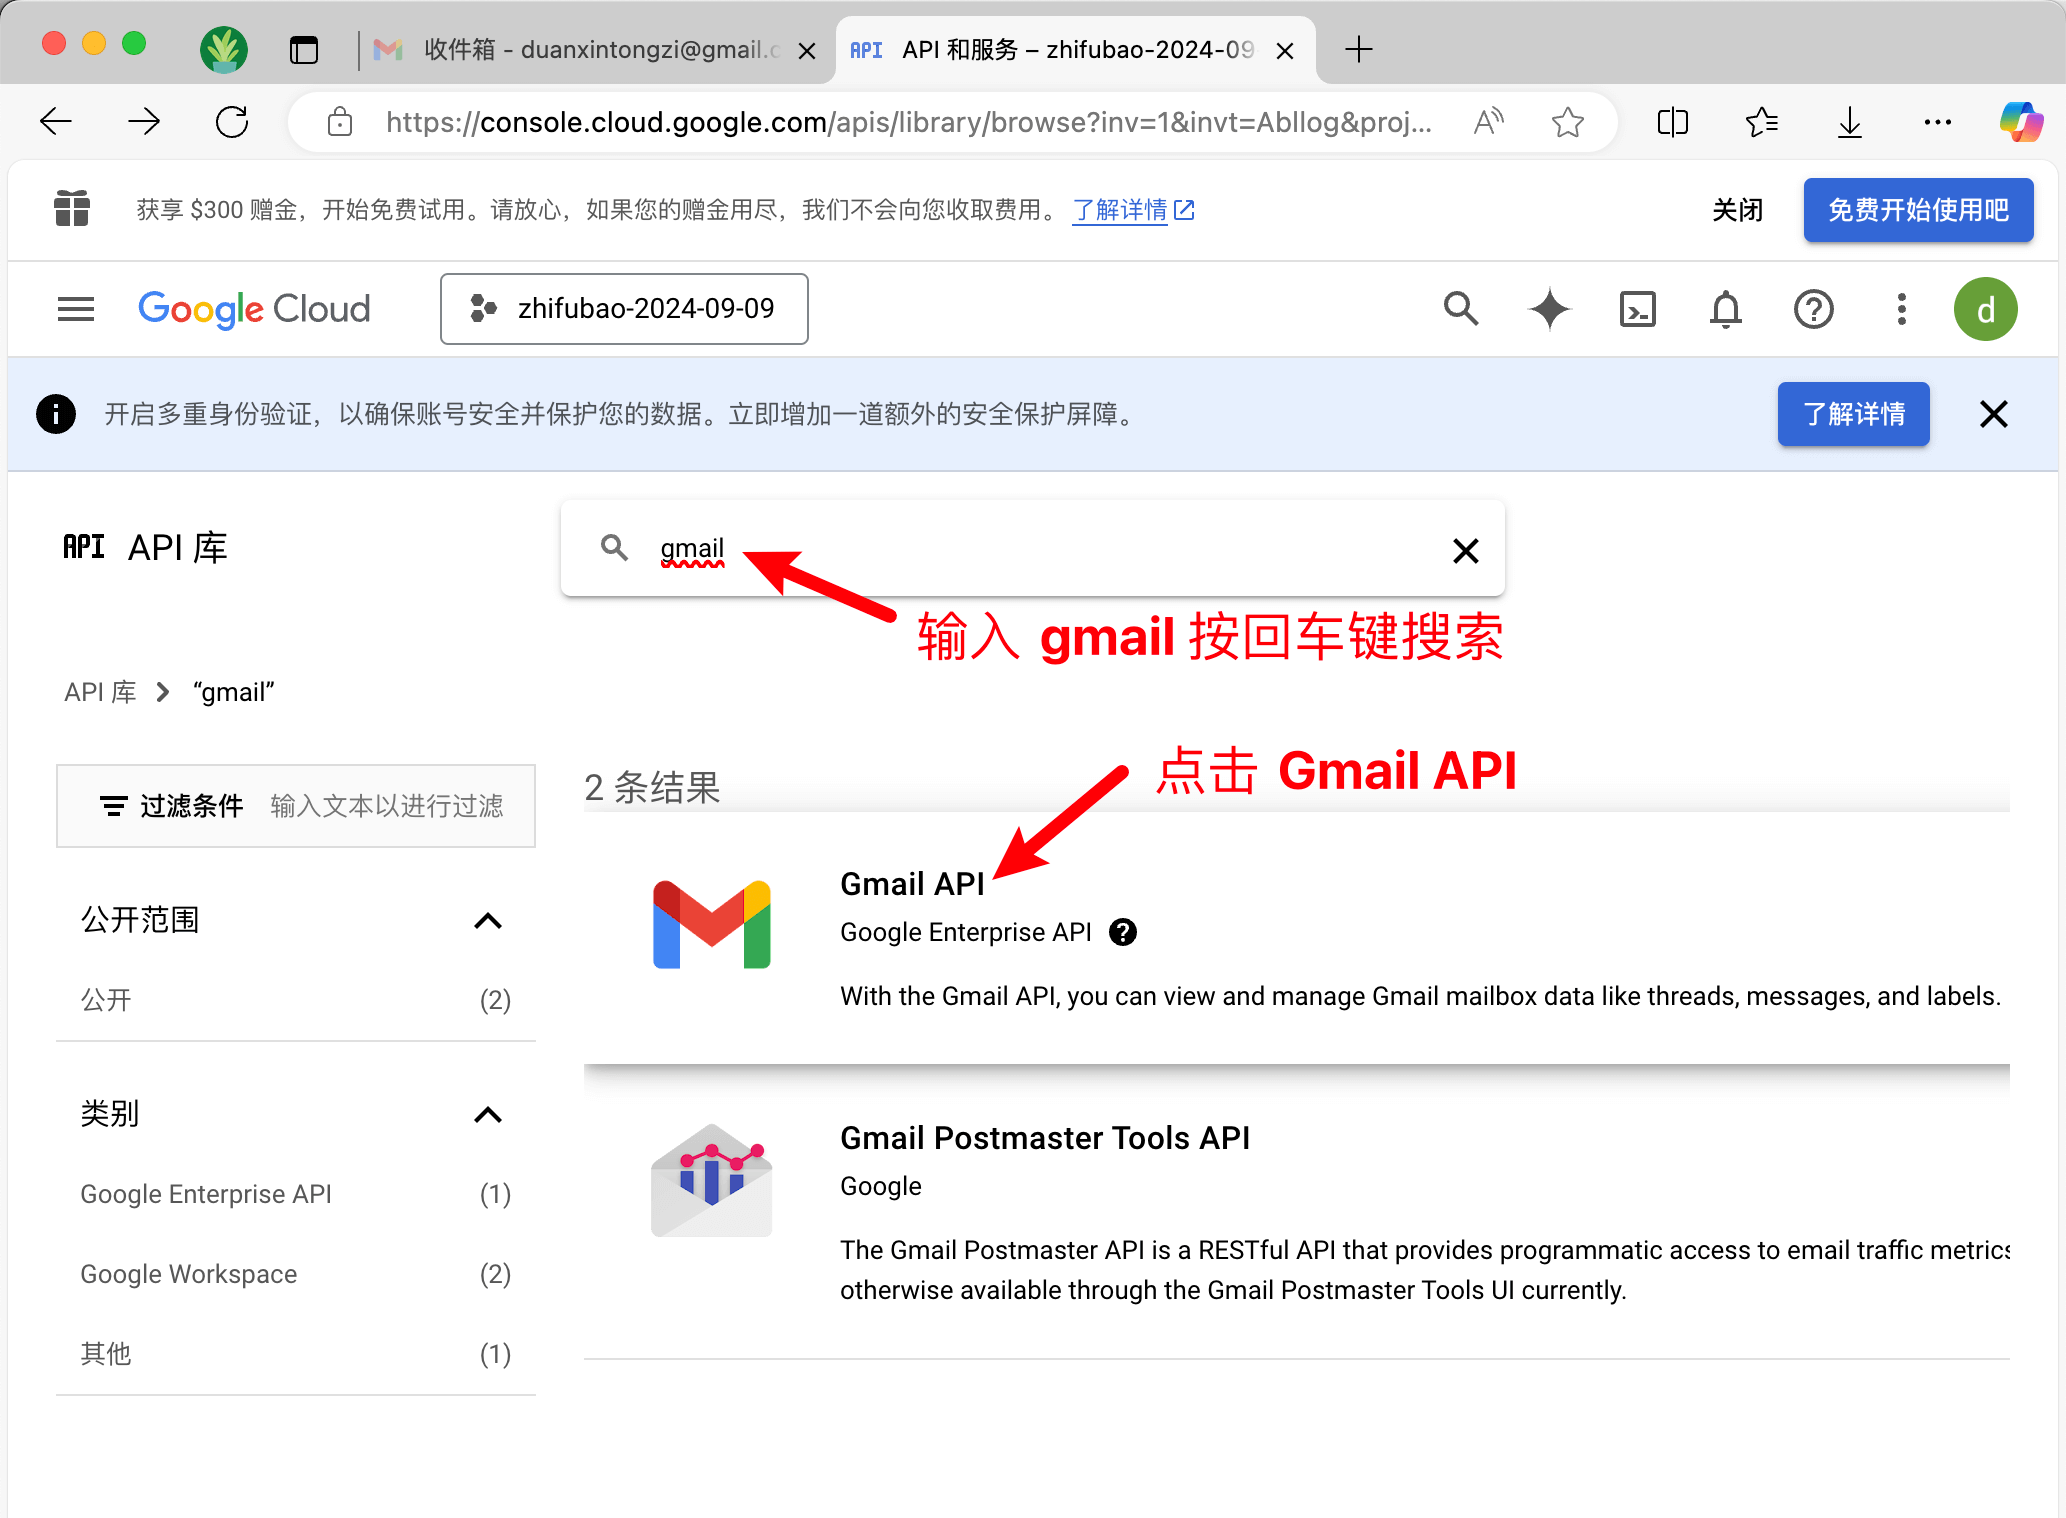 收件箱 - duanxintongzi@gmail.c
API API 和服务 – zhifubao-2024-09-
https://console.cloud.google.com/apis/library/browse?inv=1&invt=Abllog&proj...
获享 $300 赠金，开始免费试用。请放心，如果您的赠金用尽，我们不会向您收取费用。 了解详情
关闭
免费开始使用吧
Google Cloud
zhifubao-2024-09-09
d
开启多重身份验证，以确保账号安全并保护您的数据。立即增加一道额外的安全保护屏障。
了解详情
API API 库
gmail
输入 gmail 按回车键搜索
API 库 > “gmail”
点击 Gmail API
2 条结果
过滤条件 输入文本以进行过滤
公开范围
公开 (2)
类别
Google Enterprise API (1)
Google Workspace (2)
其他 (1)
Gmail API
Google Enterprise API
With the Gmail API, you can view and manage Gmail mailbox data like threads, messages, and labels.
Gmail Postmaster Tools API
Google
The Gmail Postmaster API is a RESTful API that provides programmatic access to email traffic metrics
otherwise available through the Gmail Postmaster Tools UI currently.